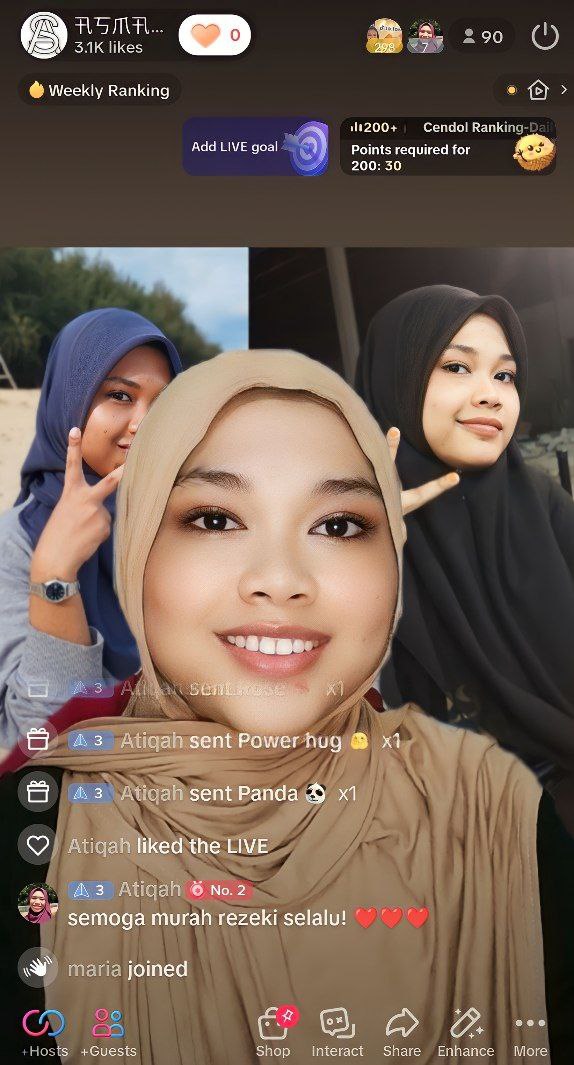 3.1K likes
0
298
7
90
Weekly Ranking
Add LIVE goal
200+
Cendol Ranking-Dai
Points required for
200: 30
3 Atiqah sent Rose x1
3 Atiqah sent Power hug x1
3 Atiqah sent Panda x1
Atiqah liked the LIVE
3 Atiqah No. 2
semoga murah rezeki selalu! ❤️❤️❤️
maria joined
+Hosts
+Guests
Shop
Interact
Share
Enhance
More